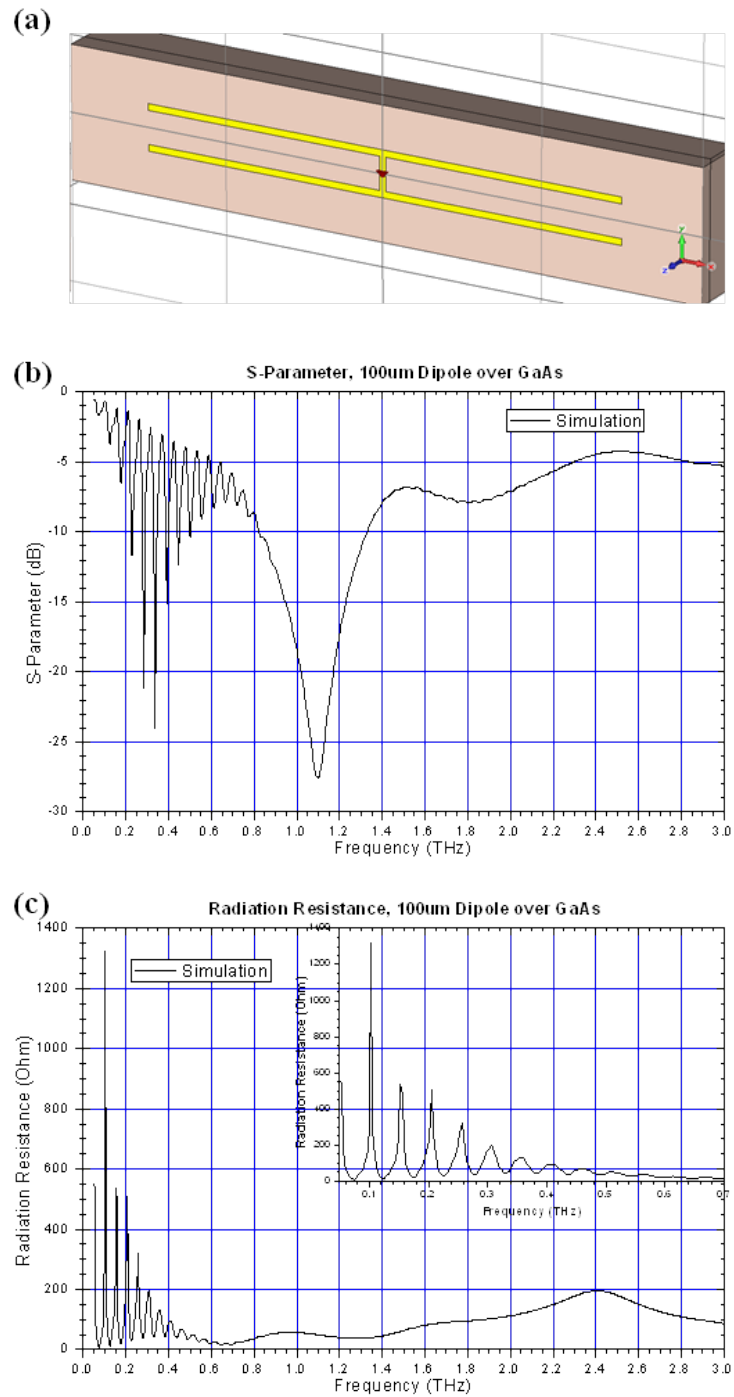 (a)
y
z
x
(b)
S-Parameter, 100um Dipole over GaAs
Simulation
S-Parameter (dB)
0
-5
-10
-15
-20
-25
-30
0.0 0.2 0.4 0.6 0.8 1.0 1.2 1.4 1.6 1.8 2.0 2.2 2.4 2.6 2.8 3.0
Frequency (THz)
(c)
Radiation Resistance, 100um Dipole over GaAs
Simulation
Radiation Resistance (Ohm)
1400
1200
1000
800
600
400
200
0
0.0 0.2 0.4 0.6 0.8 1.0 1.2 1.4 1.6 1.8 2.0 2.2 2.4 2.6 2.8 3.0
Frequency (THz)
Radiation Resistance (Ohm)
1400
1200
1000
800
600
400
200
0
0.1 0.2 0.3 0.4 0.5 0.6 0.7
Frequency (THz)